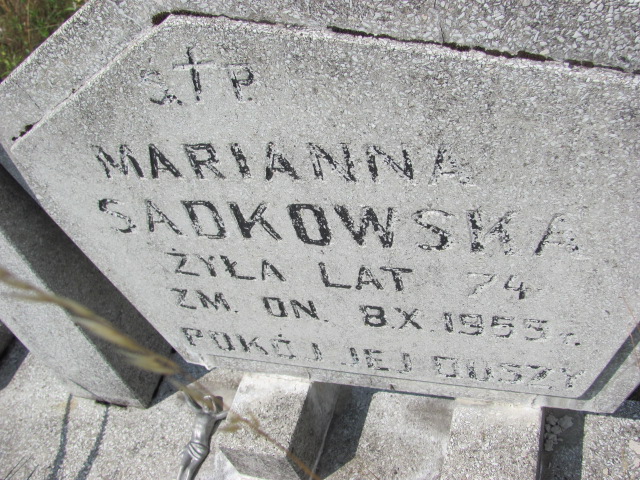 Ś.†P.
MARIANNA
SADKOWSKA
ŻYŁA LAT 74
ZM. DN. 8.X.1955 r.
POKÓJ JEJ DUSZY